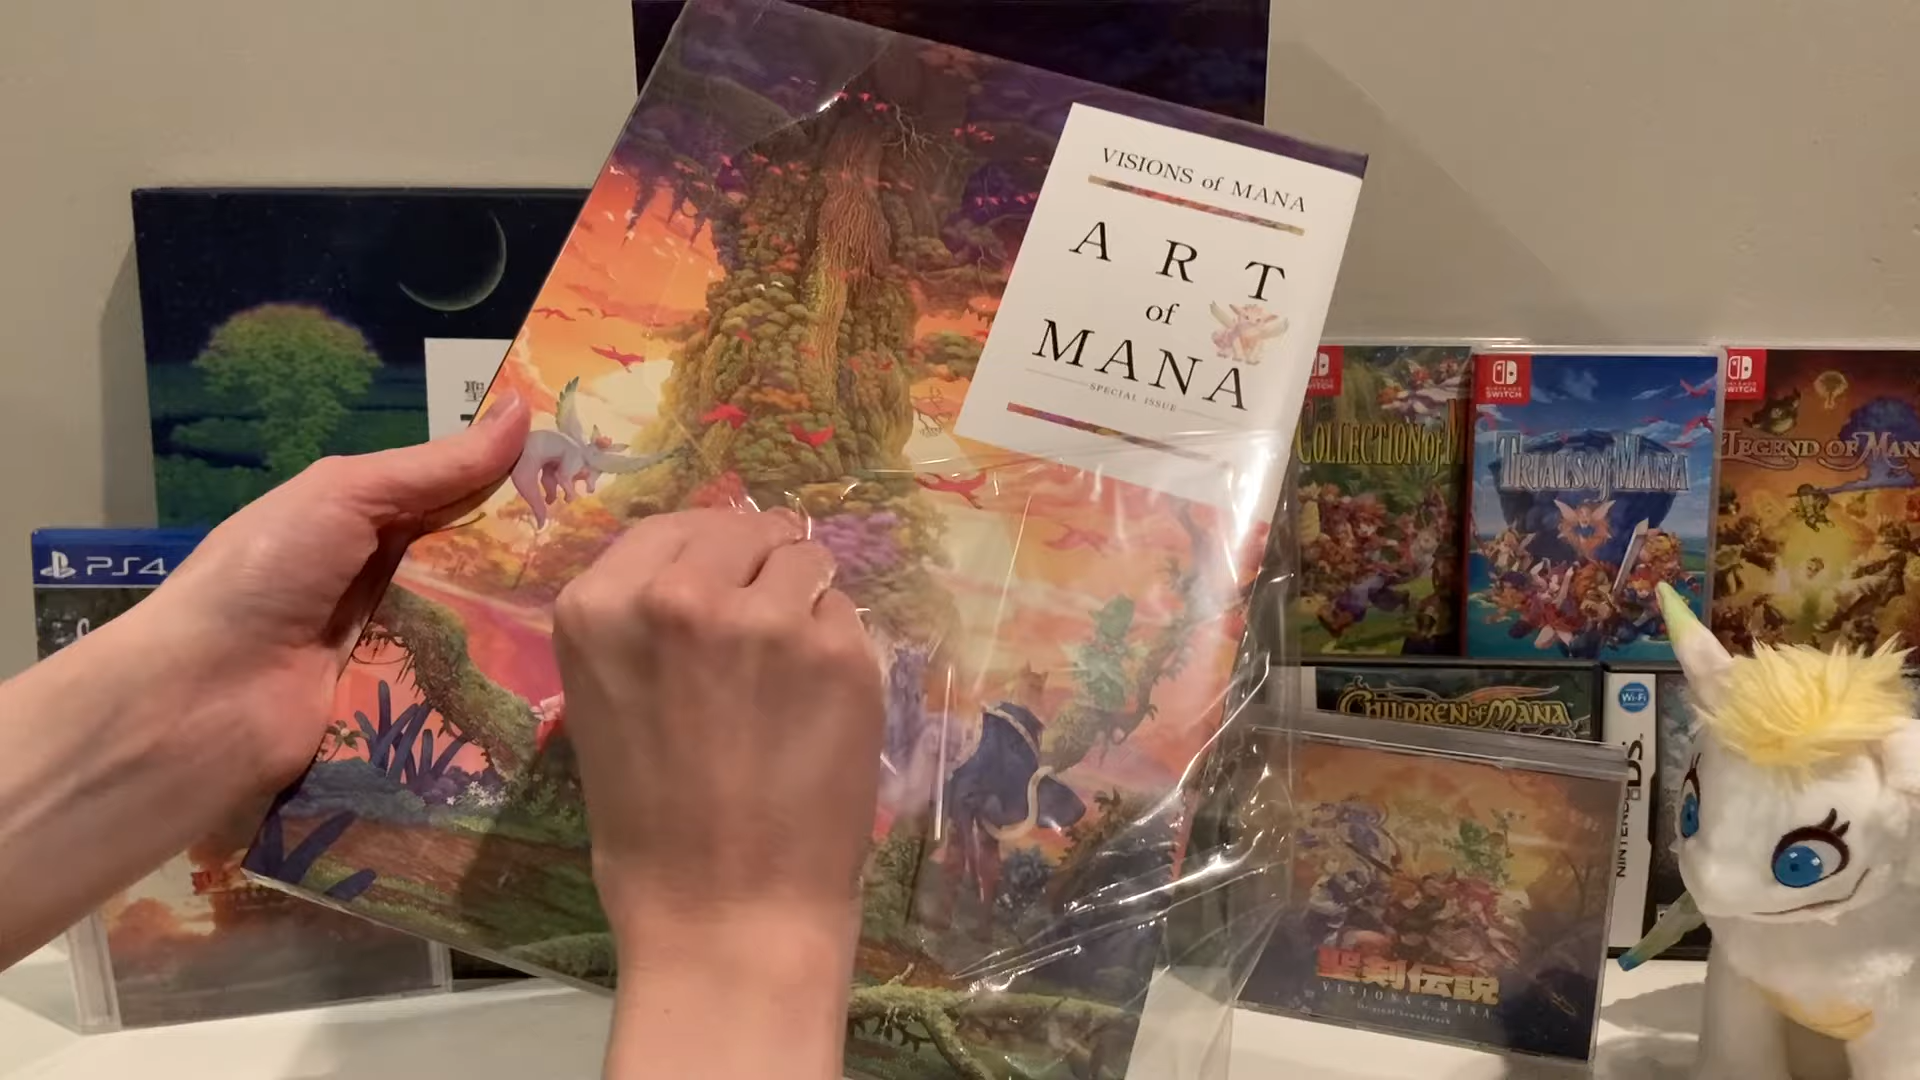 VISIONS of MANA
ART
of
MANA
SPECIAL ISSUE
聖
PS4
NINTENDO
SWITCH
COLLECTION of M
NINTENDO
SWITCH
TRIALS of MANA
SWITCH
LEGEND OF MAN
CHILDREN of MANA
Wi-Fi
NINTENDO DS
聖剣伝説
VISIONS of MANA
Original Soundtrack